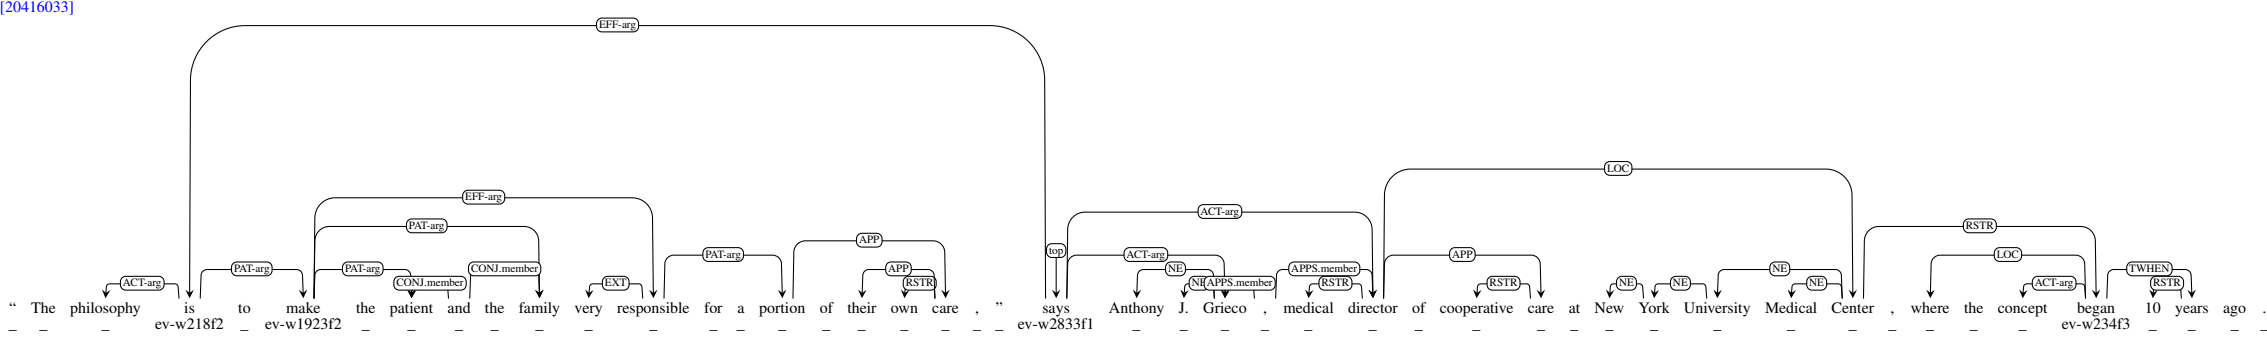 [20416033]
EFF-arg
LOC
EFF-arg
ACT-arg
PAT-arg RSTR
APP
PAT-arg top ACT-arg APP LOC
PAT-arg PAT-arg CONJ.member APP NE APPS.member NE TWHEN
ACT-arg CONJ.member EXT RSTR NE APPS.member RSTR RSTR NE NE NE ACT-arg RSTR
“ The philosophy is to make the patient and the family very responsible for a portion of their own care , ” says Anthony J. Grieco , medical director of cooperative care at New York University Medical Center , where the concept began 10 years ago .
_ _ _ ev-w218f2 _ ev-w1923f2 _ _ _ _ _ _ _ _ _ _ _ _ _ _ _ _ ev-w2833f1 _ _ _ _ _ _ _ _ _ _ _ _ _ _ _ _ _ _ _ ev-w234f3 _ _ _ _